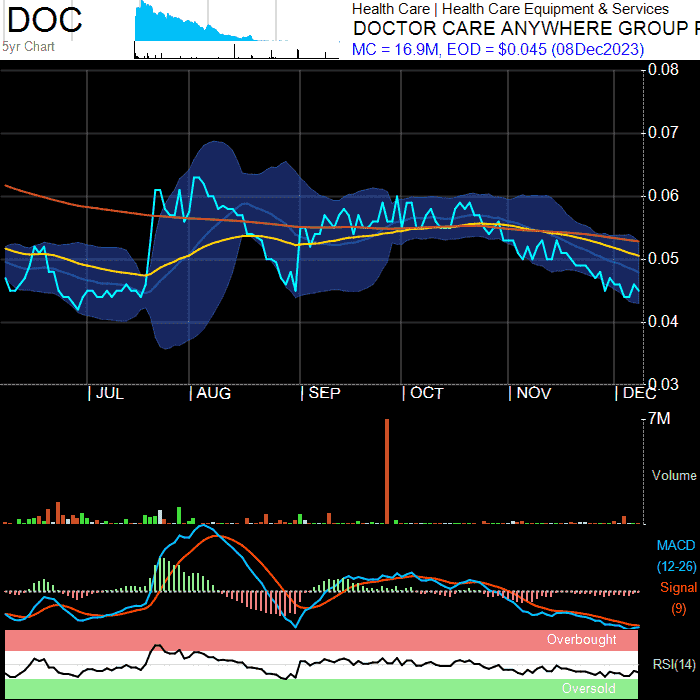 DOC
5yr Chart
Health Care | Health Care Equipment & Services
DOCTOR CARE ANYWHERE GROUP P
MC = 16.9M, EOD = $0.045 (08Dec2023)
0.08
0.07
0.06
0.05
0.04
0.03
JUL
AUG
SEP
OCT
NOV
DEC
7M
Volume
MACD
(12-26)
Signal
(9)
Overbought
RSI(14)
Oversold